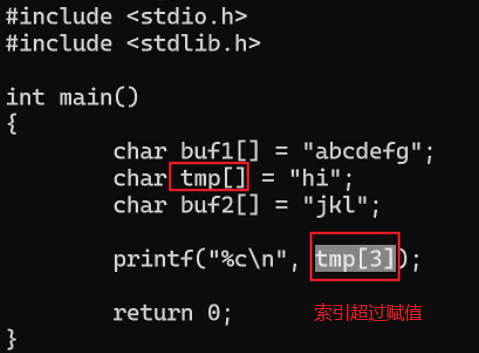 #include <stdio.h>
#include <stdlib.h>
int main()
{
char buf1[] = "abcdefg";
char tmp[] = "hi";
char buf2[] = "jkl";
printf("%c\n", tmp[3]);
return 0; 索引超过赋值
}